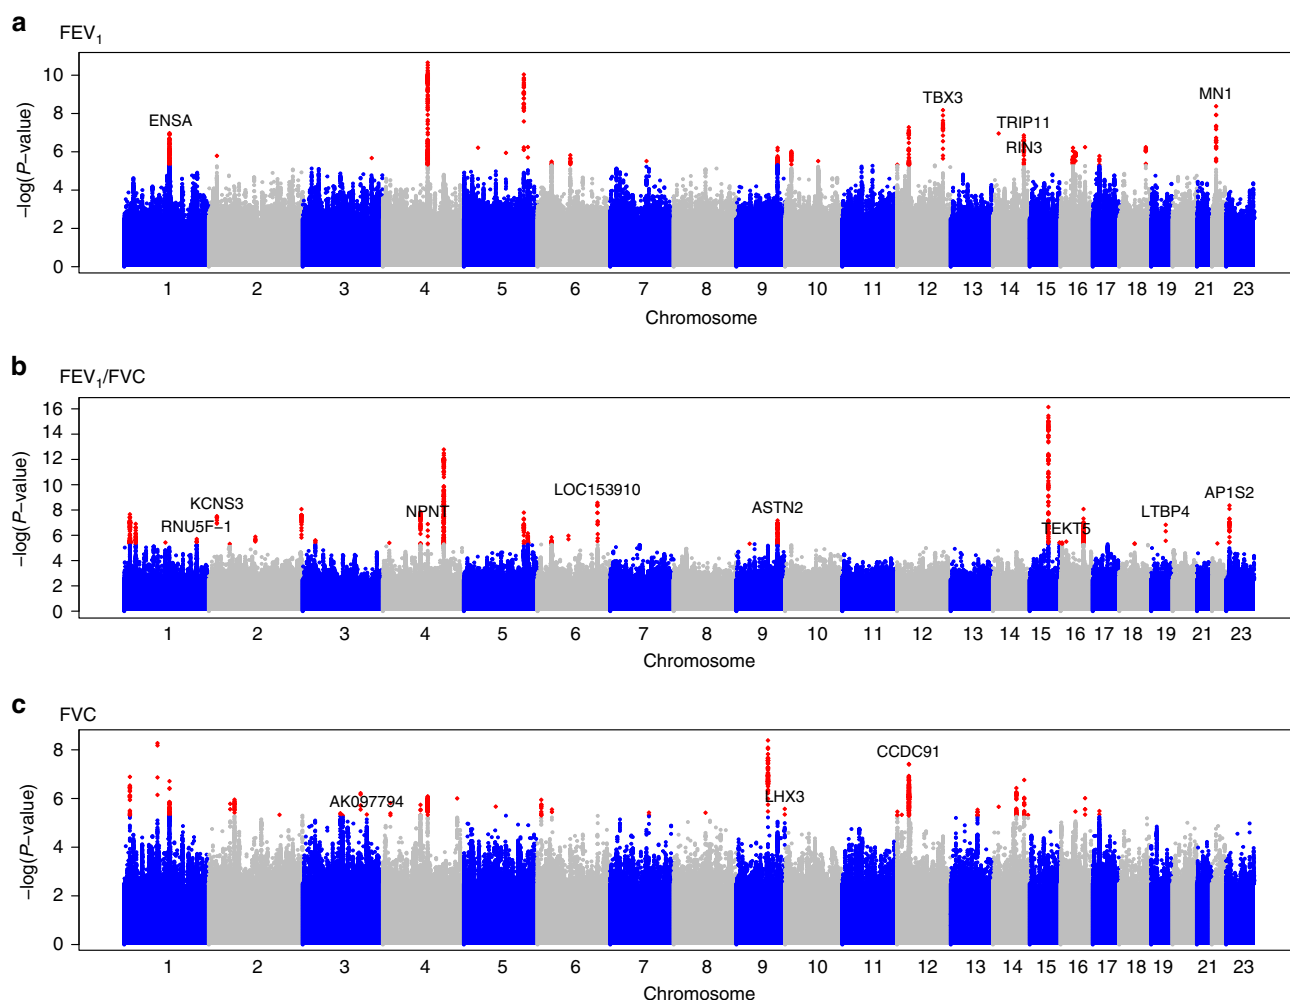 a
FEV1
−log(P−value)
10
8
6
4
2
0
ENSA
TBX3
TRIP11
RIN3
MN1
1 2 3 4 5 6 7 8 9 10 11 12 13 14 15 16 17 18 19 21 23
Chromosome
b
FEV1/FVC
−log(P−value)
16
14
12
10
8
6
4
2
0
KCNS3
RNU5F−1
NPNT
LOC153910
ASTN2
TEKT5
LTBP4
AP1S2
1 2 3 4 5 6 7 8 9 10 11 12 13 14 15 16 17 18 19 21 23
Chromosome
c
FVC
−log(P−value)
8
6
4
2
0
AK097794
LHX3
CCDC91
1 2 3 4 5 6 7 8 9 10 11 12 13 14 15 16 17 18 19 21 23
Chromosome